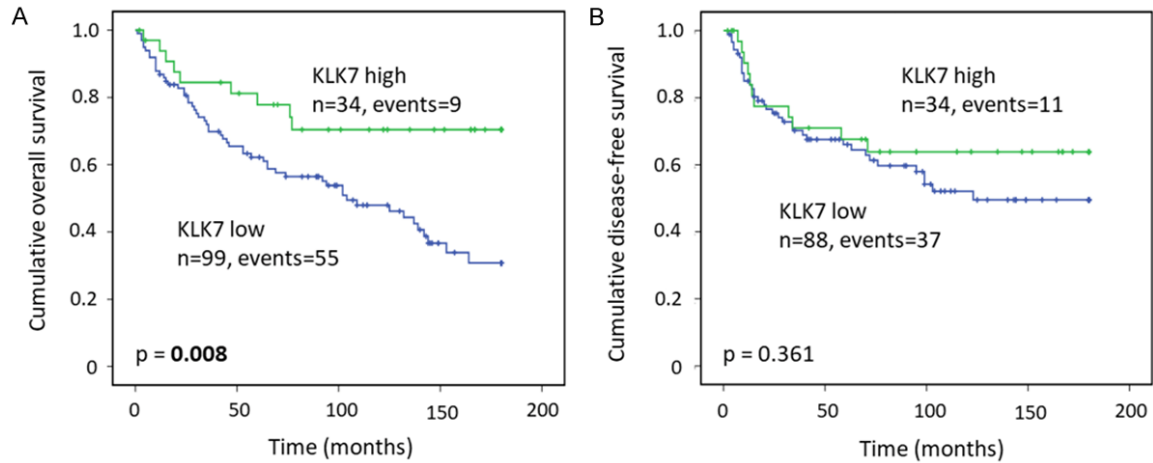 A
Cumulative overall survival
1.0
0.8
0.6
0.4
0.2
0
KLK7 high
n=34, events=9
KLK7 low
n=99, events=55
p = 0.008
0 50 100 150 200
Time (months)
B
Cumulative disease-free survival
1.0
0.8
0.6
0.4
0.2
0
KLK7 high
n=34, events=11
KLK7 low
n=88, events=37
p = 0.361
0 50 100 150 200
Time (months)